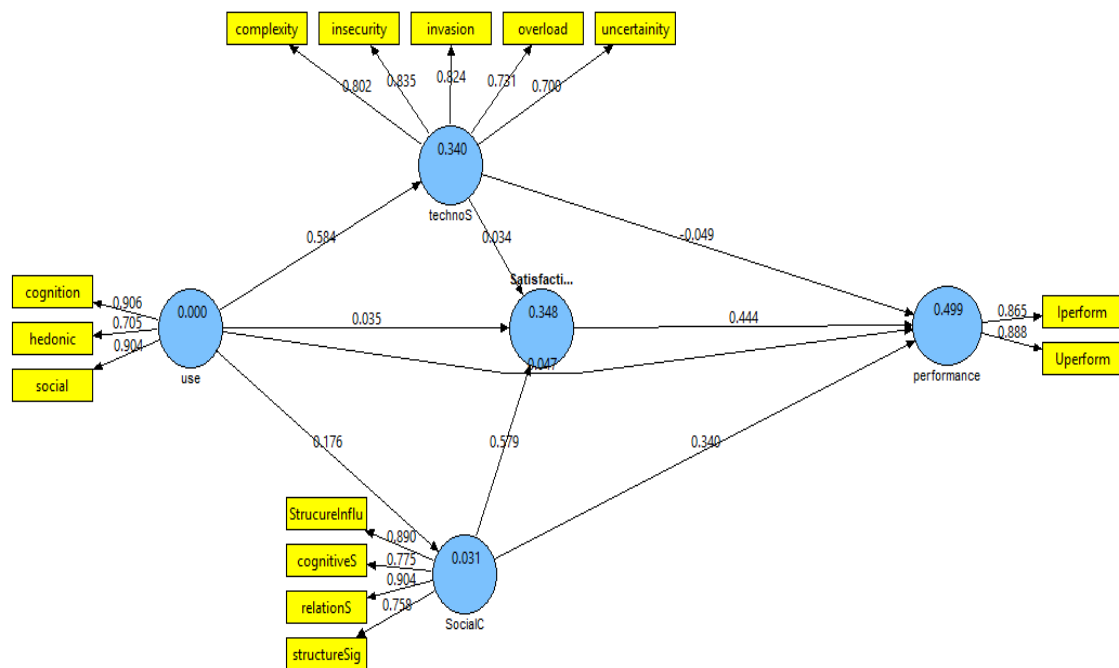 complexity
insecurity
invasion
overload
uncertainity
0.802
0.835
0.824
0.731
0.700
0.340
technoS
0.584
0.034
-0.049
cognition
hedonic
social
0.906
0.705
0.904
0.000
use
0.035
Satisfacti...
0.348
0.444
0.047
0.499
performance
0.865
0.888
Iperform
Uperform
0.176
0.579
0.340
StrucureInflu
cognitiveS
relationS
structureSig
0.890
0.775
0.904
0.758
0.031
SocialC